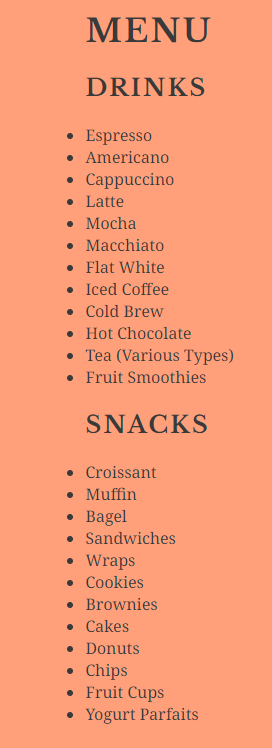 MENU
DRINKS
Espresso
Americano
Cappuccino
Latte
Mocha
Macchiato
Flat White
Iced Coffee
Cold Brew
Hot Chocolate
Tea (Various Types)
Fruit Smoothies
SNACKS
Croissant
Muffin
Bagel
Sandwiches
Wraps
Cookies
Brownies
Cakes
Donuts
Chips
Fruit Cups
Yogurt Parfaits